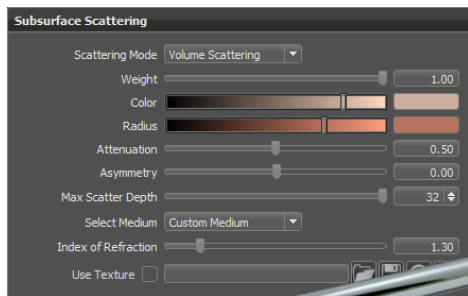 Subsurface Scattering
Scattering Mode Volume Scattering
Weight 1.00
Color
Radius
Attenuation 0.50
Asymmetry 0.00
Max Scatter Depth 32
Select Medium Custom Medium
Index of Refraction 1.30
Use Texture